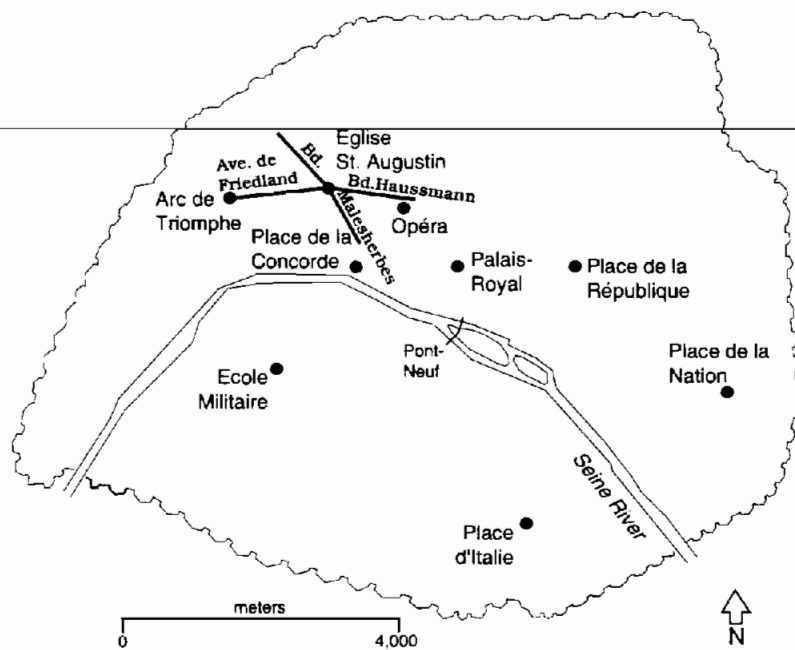 Eglise
St. Augustin
Bd.
Malesherbes
Ave. de
Friedland
Bd.Haussmann
Arc de
Triomphe
Opéra
Place de la
Concorde
Palais-
Royal
Place de la
République
Pont-
Neuf
Place de la
Nation
Ecole
Militaire
Seine River
Place
d'Italie
meters
0
4,000
N